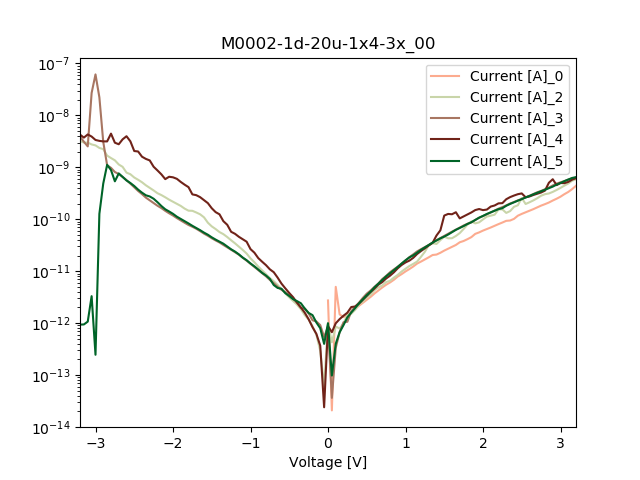 M0002-1d-20u-1x4-3x_00
10⁻⁷
10⁻⁸
10⁻⁹
10⁻¹⁰
10⁻¹¹
10⁻¹²
10⁻¹³
10⁻¹⁴
Current [A]_0
Current [A]_2
Current [A]_3
Current [A]_4
Current [A]_5
−3 −2 −1 0 1 2 3
Voltage [V]